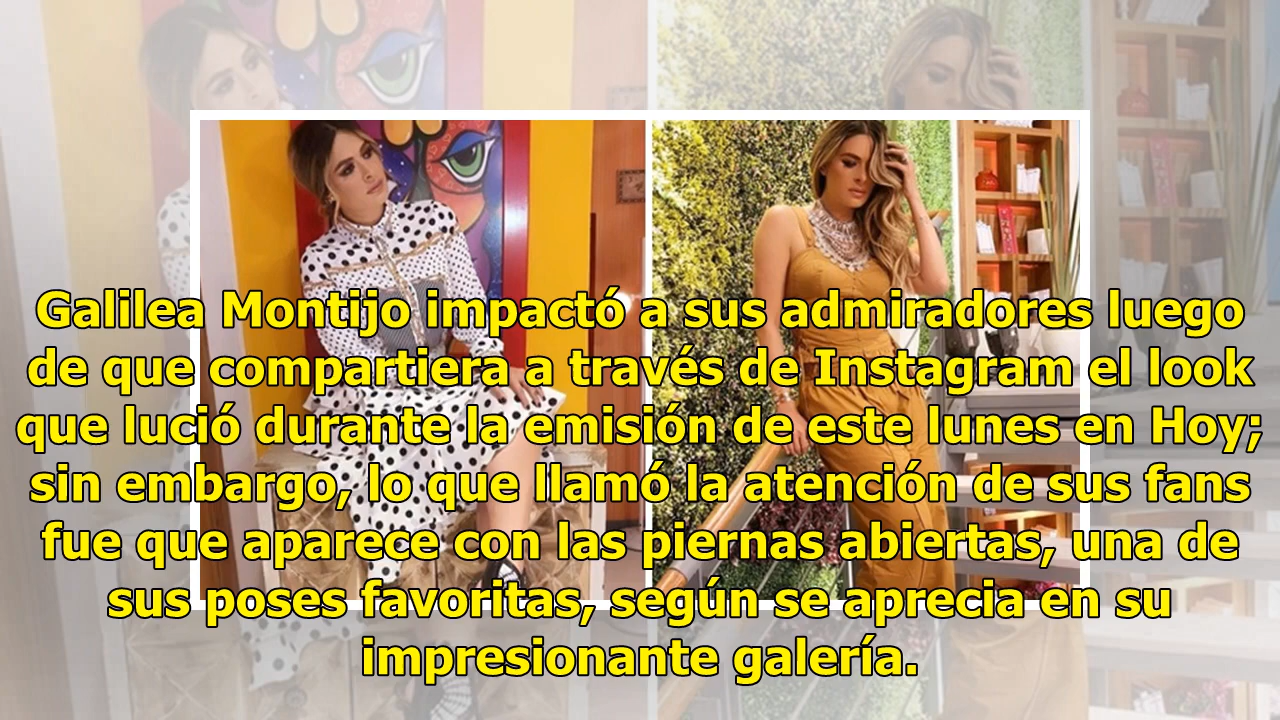 Galilea Montijo impactó a sus admiradores luego
de que compartiera a través de Instagram el look
que lució durante la emisión de este lunes en Hoy;
sin embargo, lo que llamó la atención de sus fans
fue que aparece con las piernas abiertas, una de
sus poses favoritas, según se aprecia en su
impresionante galería.